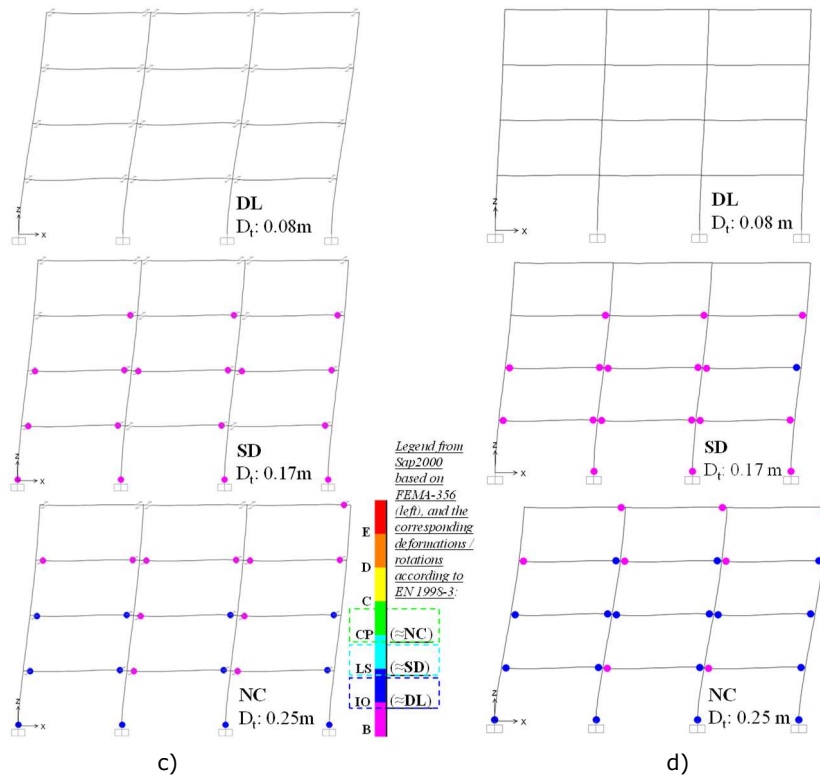 DL
Dt: 0.08m
z
x
DL
Dt: 0.08 m
z
x
SD
Dt: 0.17m
z
x
SD
Dt: 0.17 m
z
x
Legend from
Sap2000
based on
FEMA-356
(left), and the
corresponding
deformations /
rotations
according to
EN 1998-3:
E
D
C
CP (≈NC)
LS (≈SD)
IO (≈DL)
B
NC
Dt: 0.25m
z
x
NC
Dt: 0.25 m
z
x
c)
d)